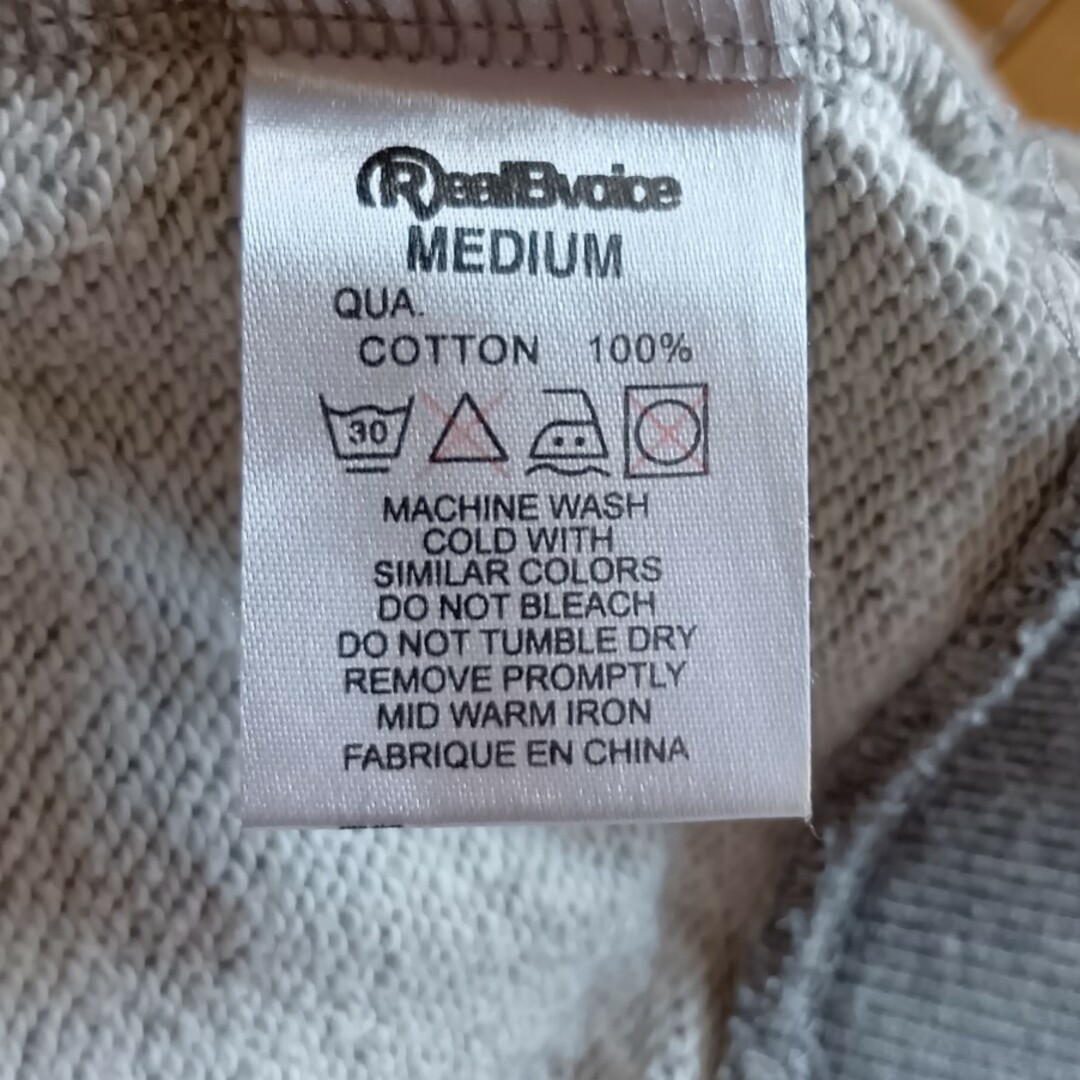 RealBvoice
MEDIUM
QUA.
COTTON 100%
30
MACHINE WASH
COLD WITH
SIMILAR COLORS
DO NOT BLEACH
DO NOT TUMBLE DRY
REMOVE PROMPTLY
MID WARM IRON
FABRIQUE EN CHINA